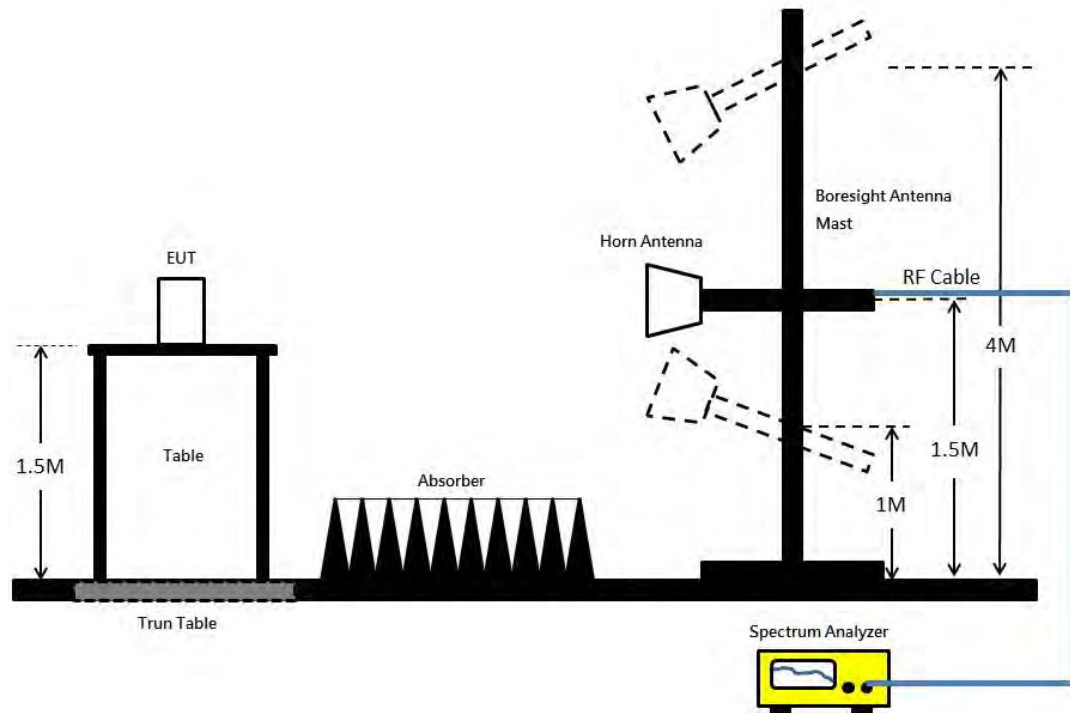 Boresight Antenna
Mast
Horn Antenna
EUT
RF Cable
4M
1.5M
Table
1.5M
Absorber
1M
Trun Table
Spectrum Analyzer